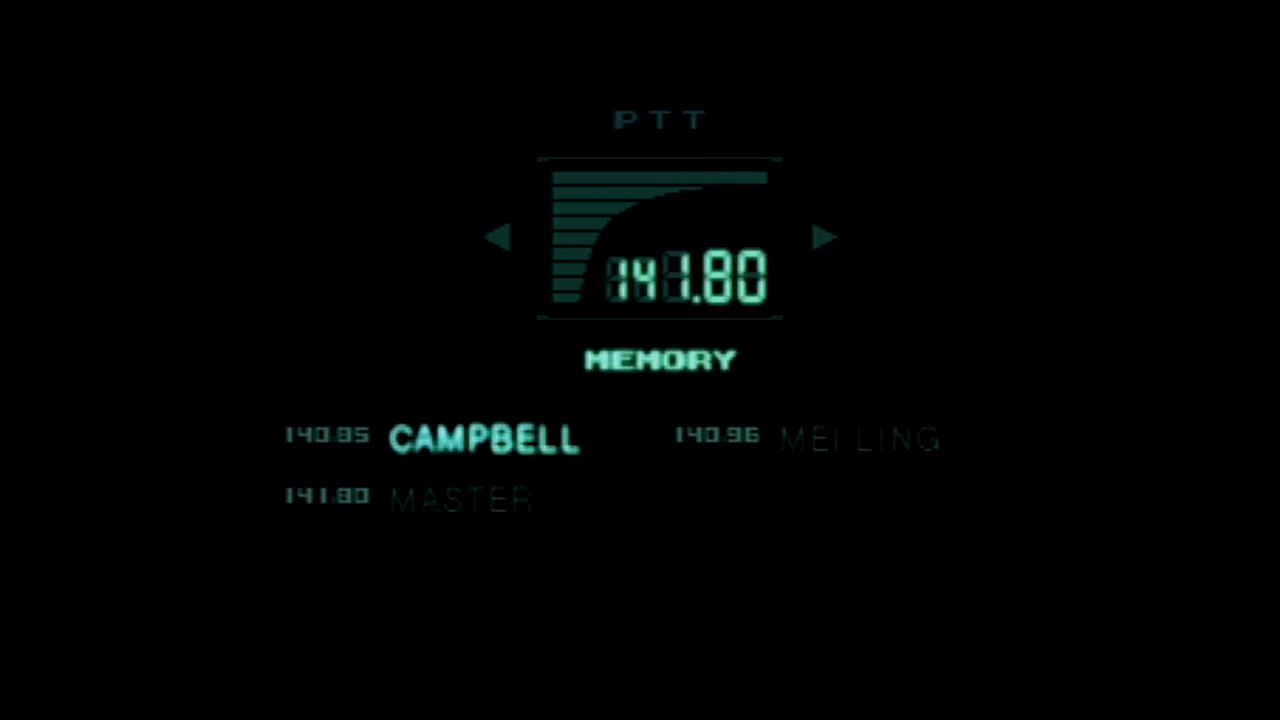 PTT
141.80
MEMORY
140.85 CAMPBELL 140.96 MEI LING
141.80 MASTER